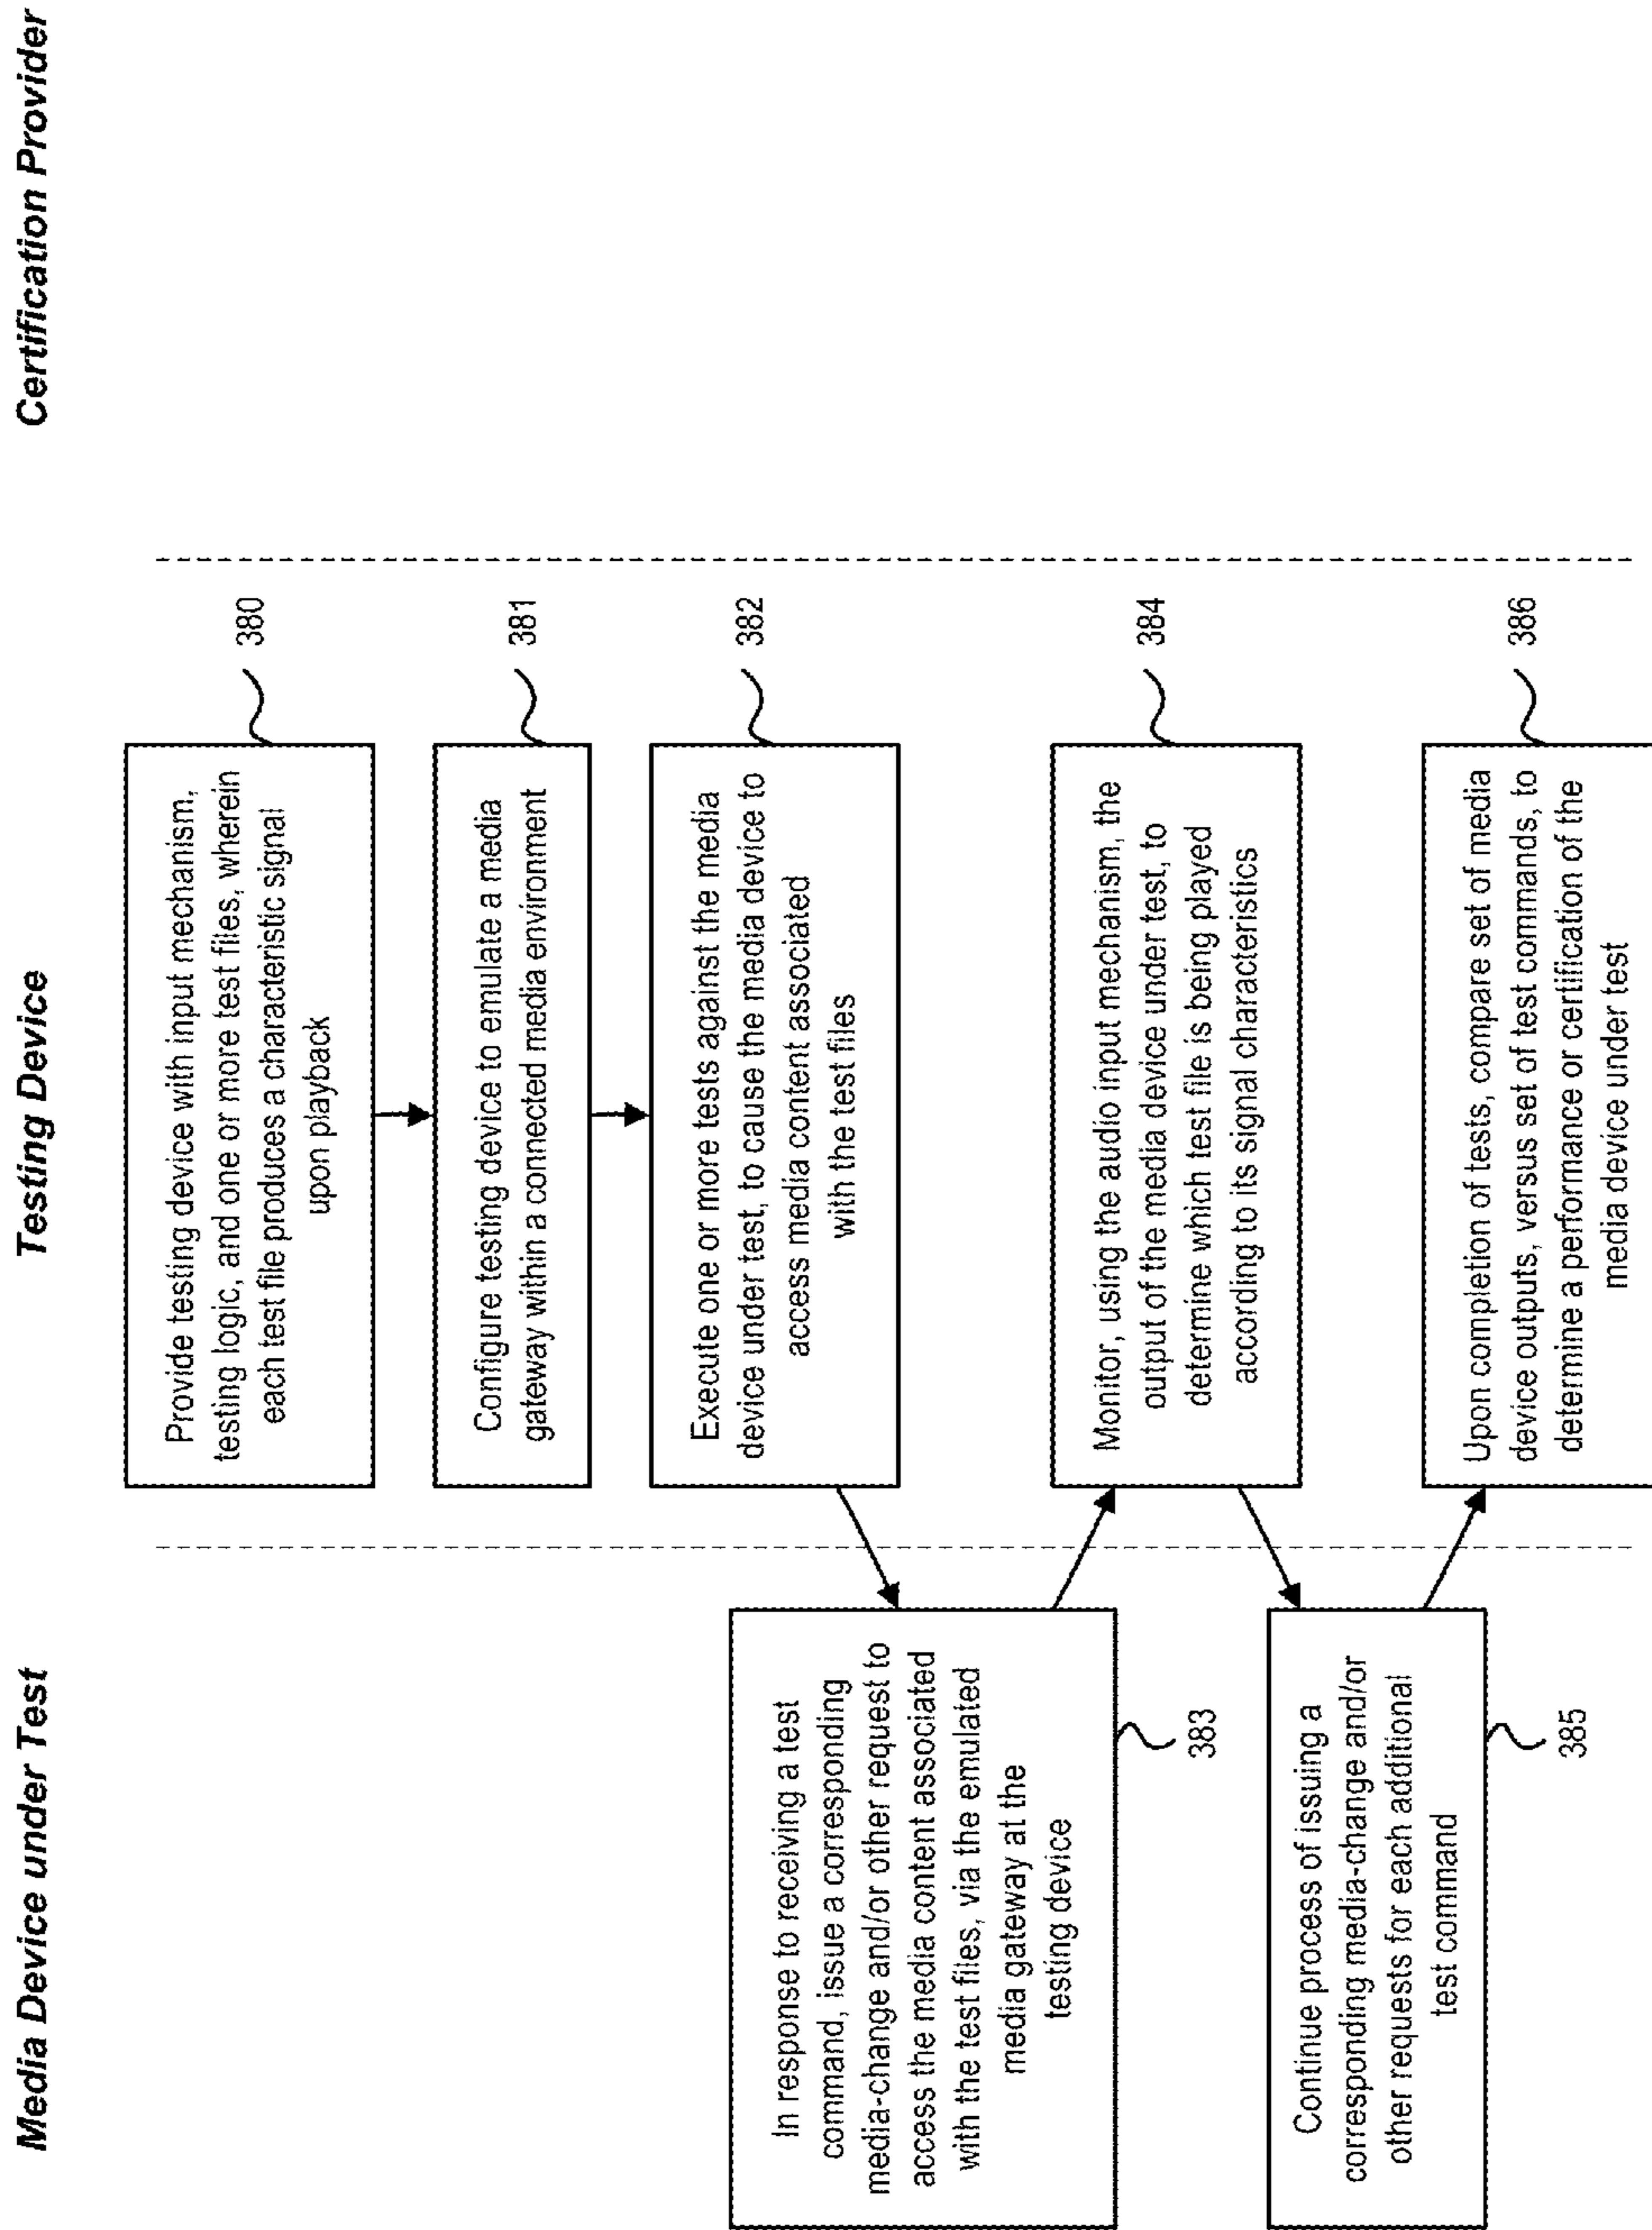 Media Device under Test
Testing Device
Certification Provider
Provide testing device with input mechanism,
testing logic, and one or more test files, wherein
each test file produces a characteristic signal
upon playback
380
Configure testing device to emulate a media
gateway within a connected media environment
381
Execute one or more tests against the media
device under test, to cause the media device to
access media content associated
with the test files
382
In response to receiving a test
command, issue a corresponding
media-change and/or other request to
access the media content associated
with the test files, via the emulated
media gateway at the
testing device
383
Monitor, using the audio input mechanism, the
output of the media device under test, to
determine which test file is being played
according to its signal characteristics
384
Continue process of issuing a
corresponding media-change and/or
other requests for each additional
test command
385
Upon completion of tests, compare set of media
device outputs, versus set of test commands, to
determine a performance or certification of the
media device under test
386